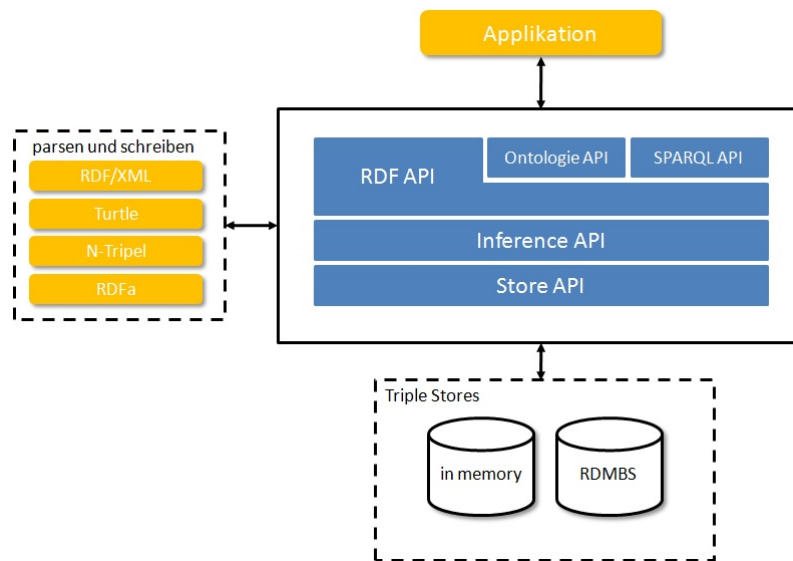 Applikation
parsen und schreiben
RDF/XML
Turtle
N-Tripel
RDFa
RDF API
Ontologie API
SPARQL API
Inference API
Store API
Triple Stores
in memory
RDMBS